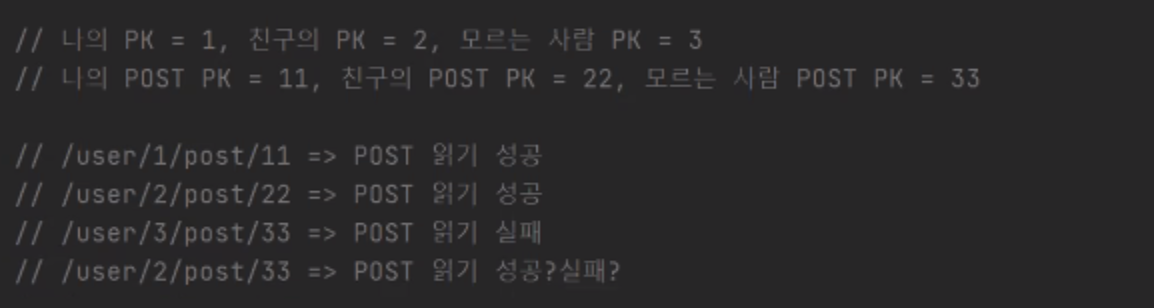 // 나의 PK = 1, 친구의 PK = 2, 모르는 사람 PK = 3
// 나의 POST PK = 11, 친구의 POST PK = 22, 모르는 사람 POST PK = 33
// /user/1/post/11 => POST 읽기 성공
// /user/2/post/22 => POST 읽기 성공
// /user/3/post/33 => POST 읽기 실패
// /user/2/post/33 => POST 읽기 성공?실패?